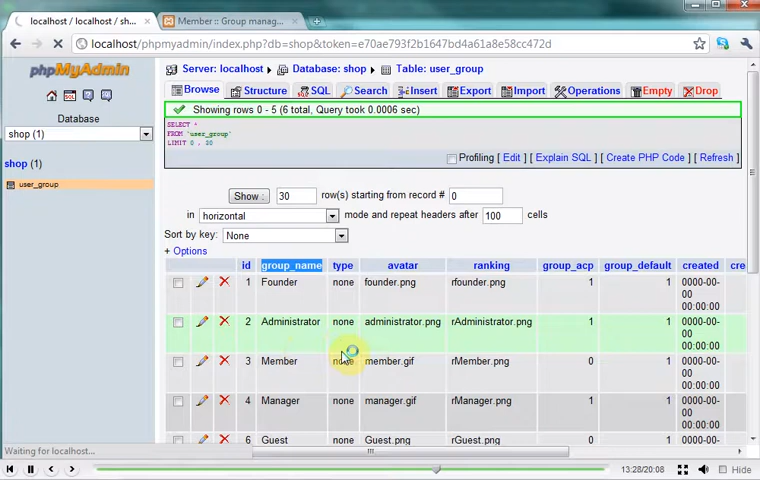 localhost / localhost / sho...
Member :: Group manag...
localhost/phpmyadmin/index.php?db=shop&token=e70ae793f2b1647bd4a61a8e58cc472d
phpMyAdmin
Server: localhost
Database: shop
Table: user_group
Browse
Structure
SQL
Search
Insert
Export
Import
Operations
Empty
Drop
SQL
Database
shop (1)
shop (1)
user_group
Showing rows 0 - 5 (6 total, Query took 0.0006 sec)
SELECT *
FROM `user_group`
LIMIT 0 , 30
Profiling [ Edit ] [ Explain SQL ] [ Create PHP Code ] [ Refresh ]
Show : 30 row(s) starting from record # 0
in horizontal mode and repeat headers after 100 cells
Sort by key: None
+ Options
id group_name type avatar ranking group_acp group_default created cre
1 Founder none founder.png rfounder.png 1 1 0000-00-
00
00:00:00
2 Administrator none administrator.png rAdministrator.png 1 1 0000-00-
00
00:00:00
3 Member none member.gif rMember.png 0 1 0000-00-
00
00:00:00
4 Manager none manager.gif rManager.png 1 1 0000-00-
00
00:00:00
6 Guest none Guest.png rGuest.png 0 1 0000-00-
Waiting for localhost...
13:28/20:08
Hide